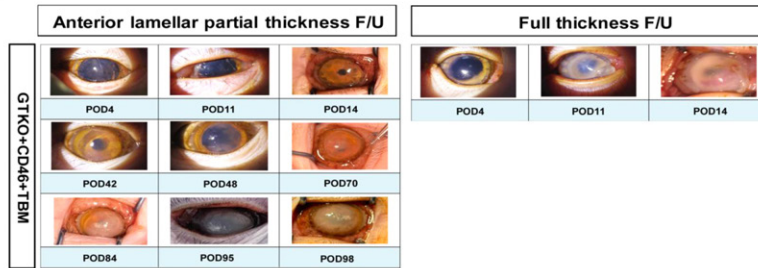 Anterior lamellar partial thickness F/U
Full thickness F/U
GTKO+CD46+TBM
POD4
POD11
POD14
POD4
POD11
POD14
POD42
POD48
POD70
POD84
POD95
POD98